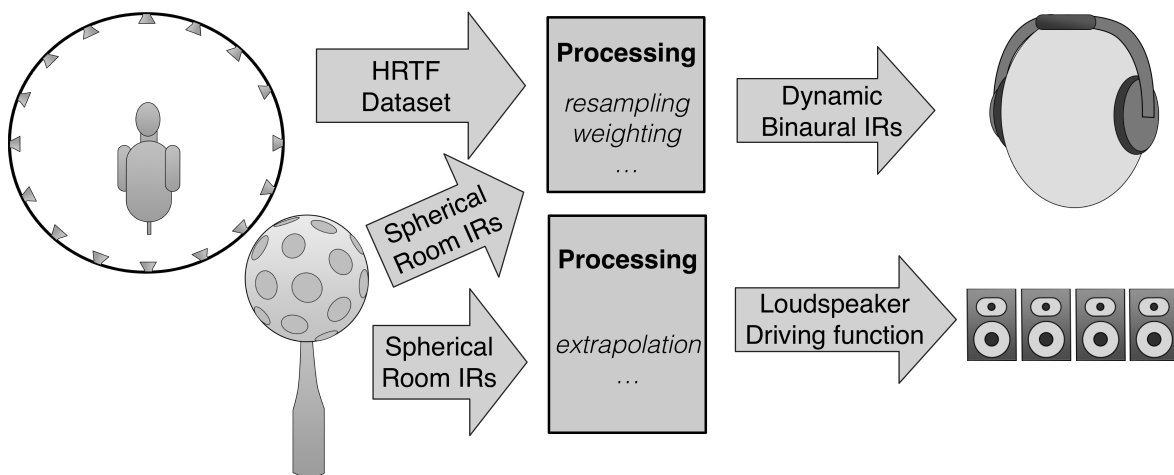 HRTF
Dataset
Processing
resampling
weighting
...
Dynamic
Binaural IRs
Spherical
Room IRs
Spherical
Room IRs
Processing
extrapolation
...
Loudspeaker
Driving function